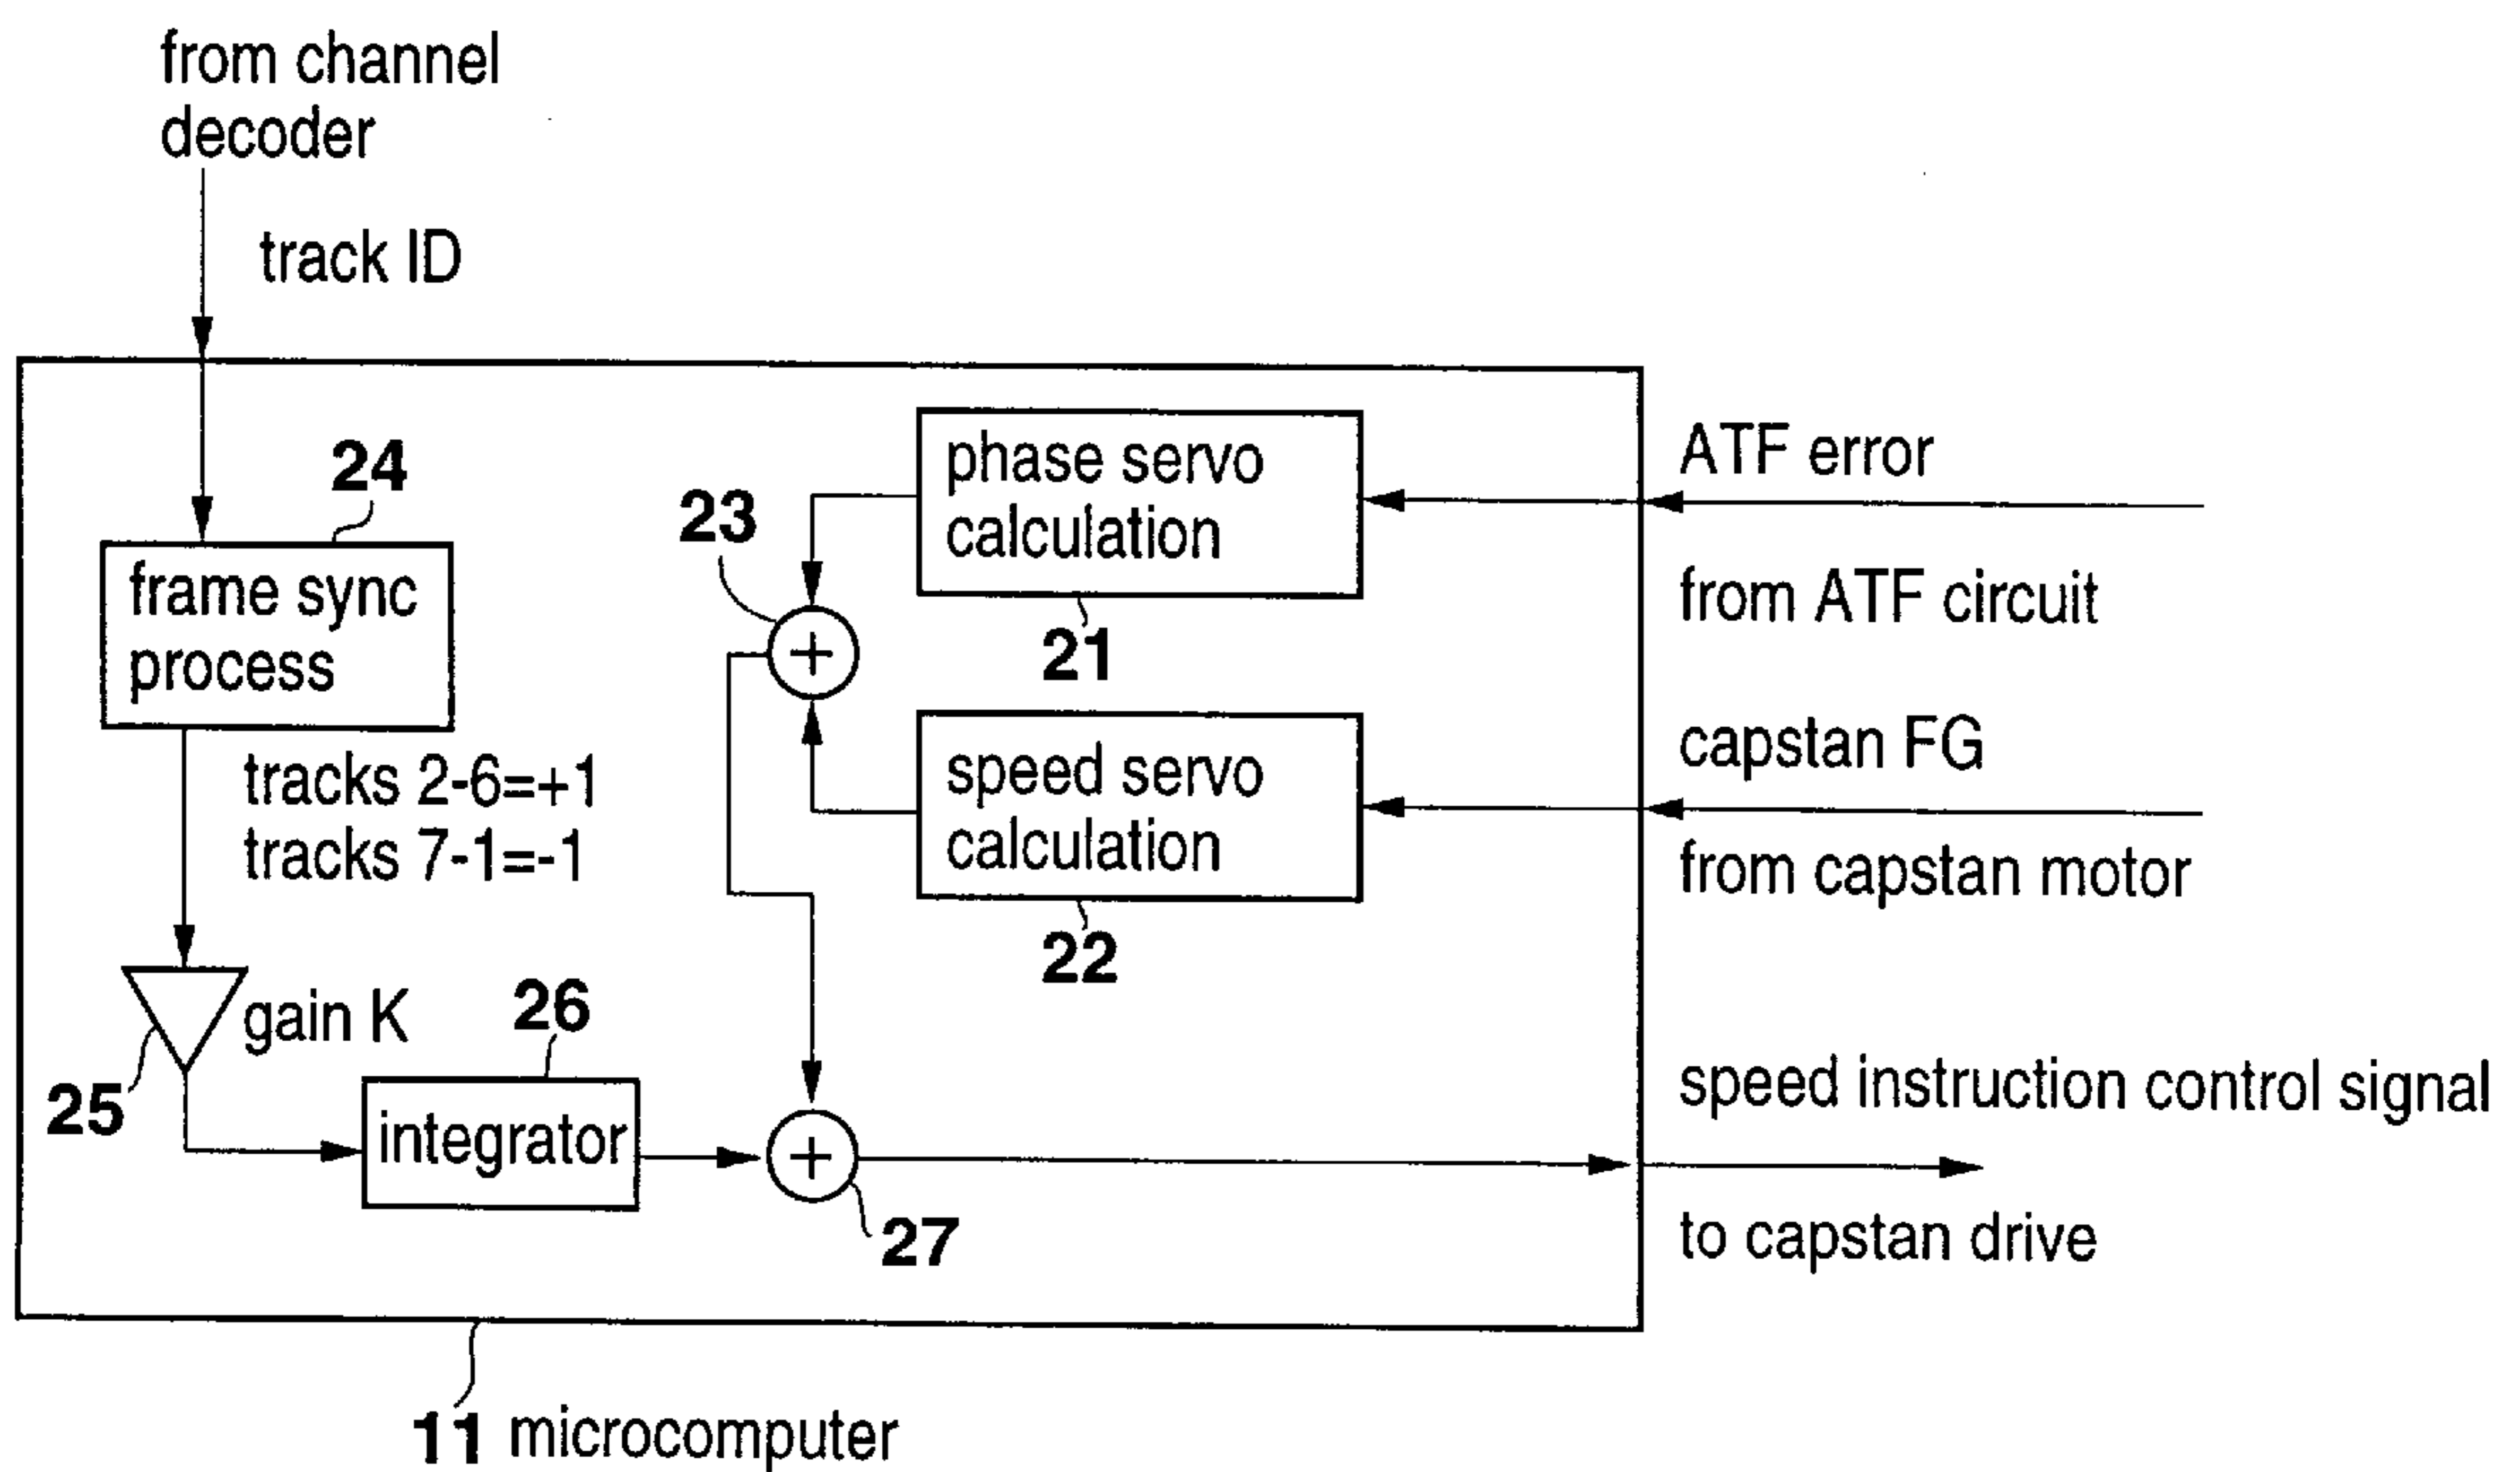 from channel
decoder
track ID
24
frame sync
process
tracks 2-6=+1
tracks 7-1=-1
gain K
25
26
integrator
23
+
phase servo
calculation
21
speed servo
calculation
22
+
27
ATF error
from ATF circuit
capstan FG
from capstan motor
speed instruction control signal
to capstan drive
11 microcomputer